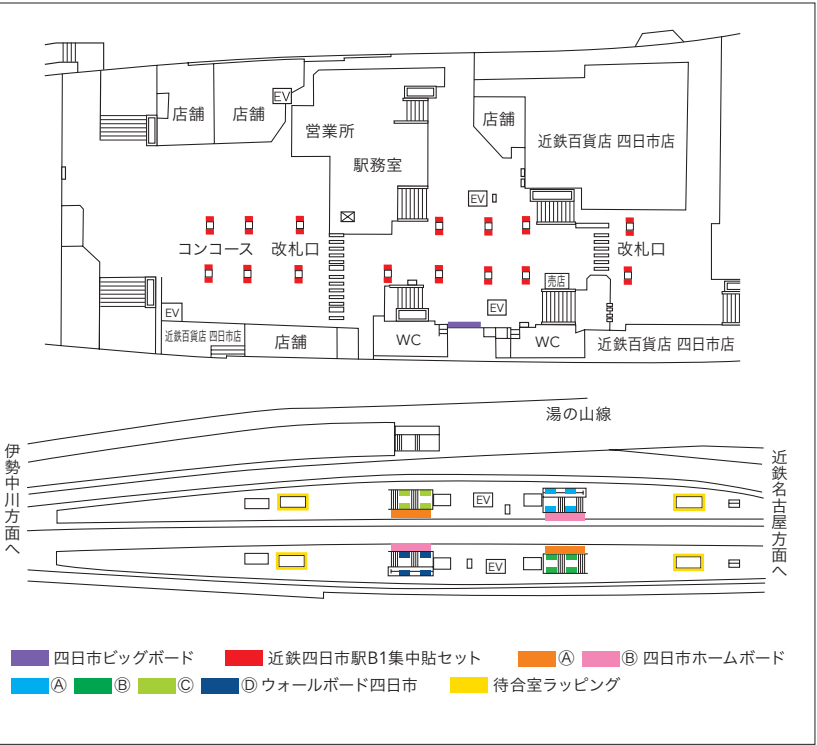 EV
店舗
店舗
営業所
駅務室
店舗
近鉄百貨店 四日市店
EV
コンコース 改札口
改札口
売店
EV
EV
近鉄百貨店 四日市店
店舗
WC
WC
近鉄百貨店 四日市店
湯の山線
伊勢中川方面へ
近鉄名古屋方面へ
EV
EV
四日市ビッグボード
近鉄四日市駅B1集中貼セット
Ⓐ
Ⓑ 四日市ホームボード
Ⓐ
Ⓑ
Ⓒ
Ⓓ ウォールボード四日市
待合室ラッピング